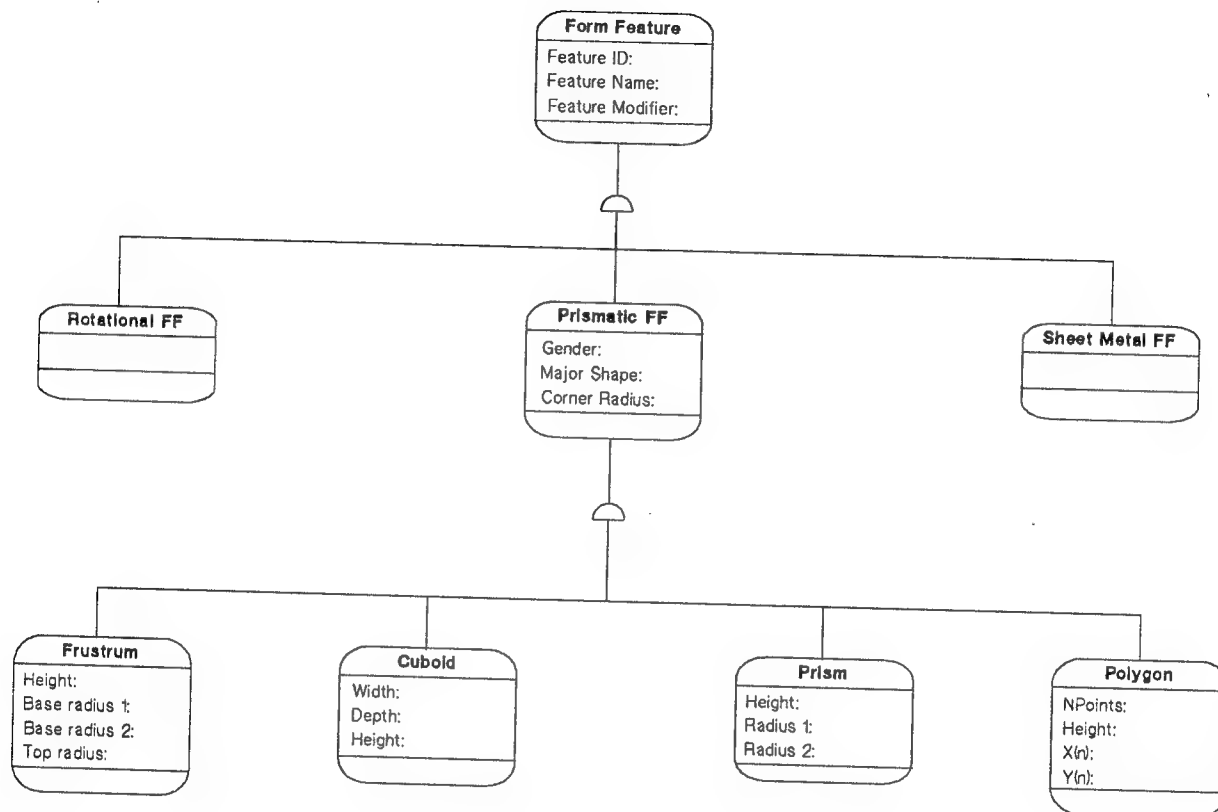 Form Feature
Feature ID:
Feature Name:
Feature Modifier:
Rotational FF
Prismatic FF
Gender:
Major Shape:
Corner Radius:
Sheet Metal FF
Frustrum
Height:
Base radius 1:
Base radius 2:
Top radius:
Cuboid
Width:
Depth:
Height:
Prism
Height:
Radius 1:
Radius 2:
Polygon
NPoints:
Height:
X(n):
Y(n):